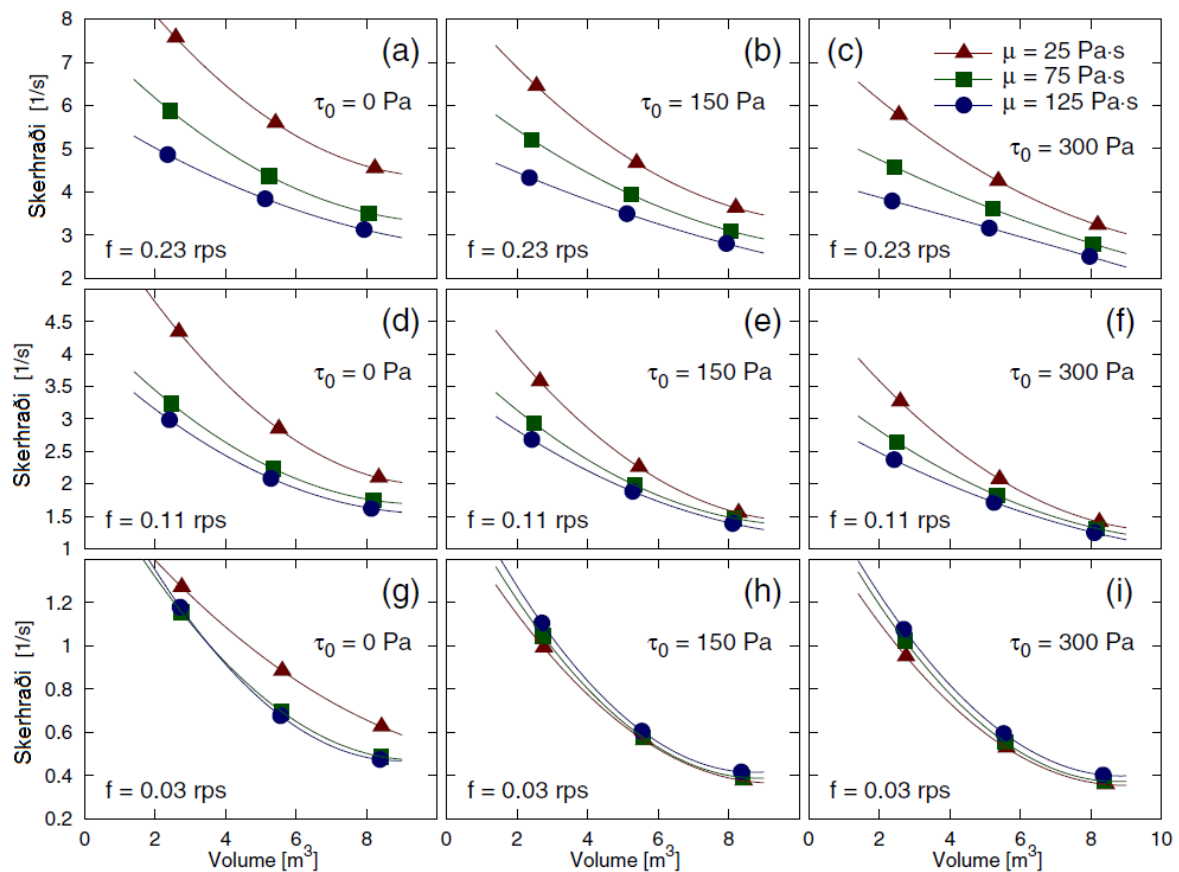 8
7
6
5
4
3
2
Skerhraði [1/s]
(a)
τ0 = 0 Pa
f = 0.23 rps
(b)
τ0 = 150 Pa
f = 0.23 rps
(c)
μ = 25 Pa·s
μ = 75 Pa·s
μ = 125 Pa·s
τ0 = 300 Pa
f = 0.23 rps
4.5
4
3.5
3
2.5
2
1.5
1
Skerhraði [1/s]
(d)
τ0 = 0 Pa
f = 0.11 rps
(e)
τ0 = 150 Pa
f = 0.11 rps
(f)
τ0 = 300 Pa
f = 0.11 rps
1.2
1
0.8
0.6
0.4
0.2
Skerhraði [1/s]
(g)
τ0 = 0 Pa
f = 0.03 rps
(h)
τ0 = 150 Pa
f = 0.03 rps
(i)
τ0 = 300 Pa
f = 0.03 rps
0 2 4 6 8
Volume [m³]
0 2 4 6 8
Volume [m³]
0 2 4 6 8 10
Volume [m³]